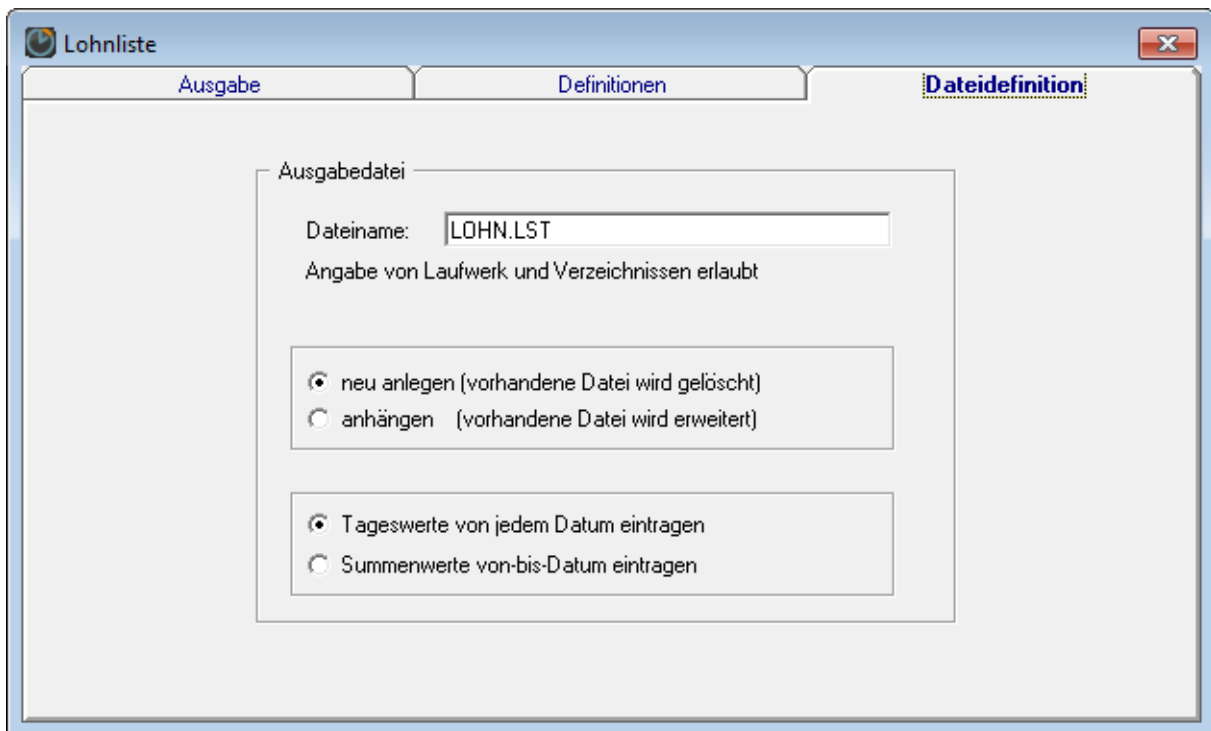 Lohnliste
Ausgabe Definitionen Dateidefinition
Ausgabedatei
Dateiname: LOHN.LST
Angabe von Laufwerk und Verzeichnissen erlaubt
neu anlegen (vorhandene Datei wird gelöscht)
anhängen (vorhandene Datei wird erweitert)
Tageswerte von jedem Datum eintragen
Summenwerte von-bis-Datum eintragen